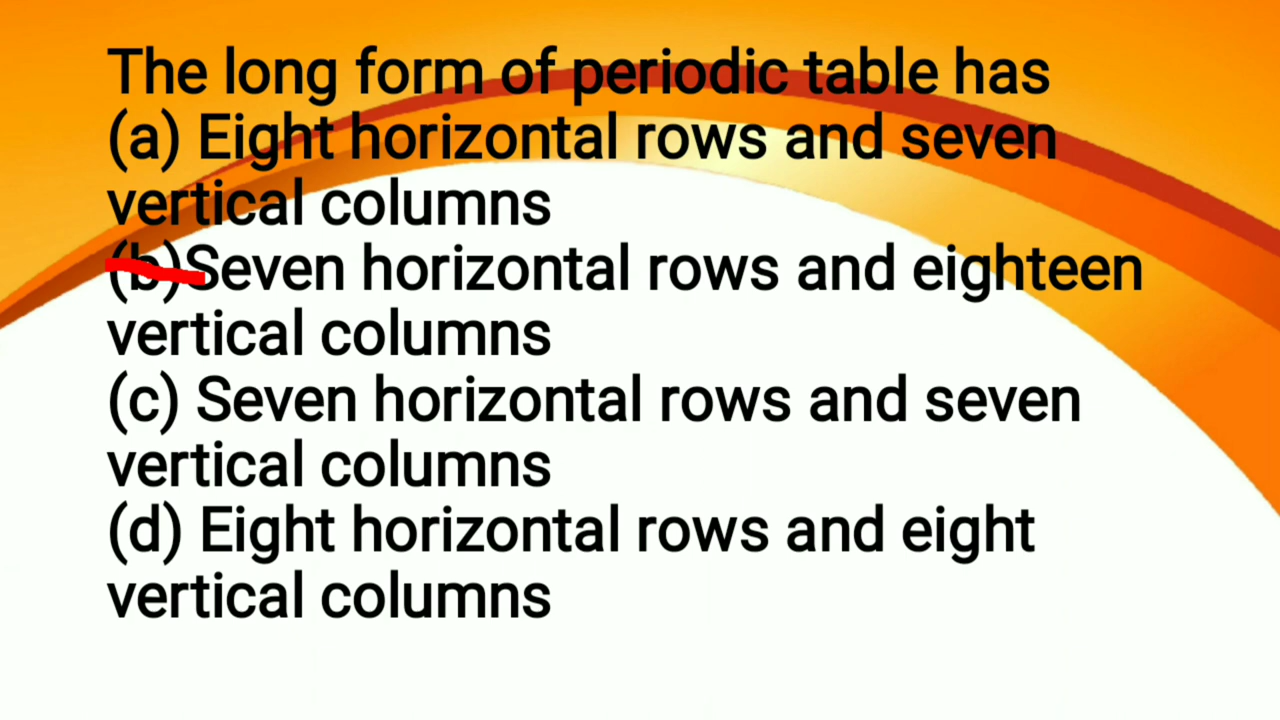 The long form of periodic table has
(a) Eight horizontal rows and seven
vertical columns
(b)Seven horizontal rows and eighteen
vertical columns
(c) Seven horizontal rows and seven
vertical columns
(d) Eight horizontal rows and eight
vertical columns